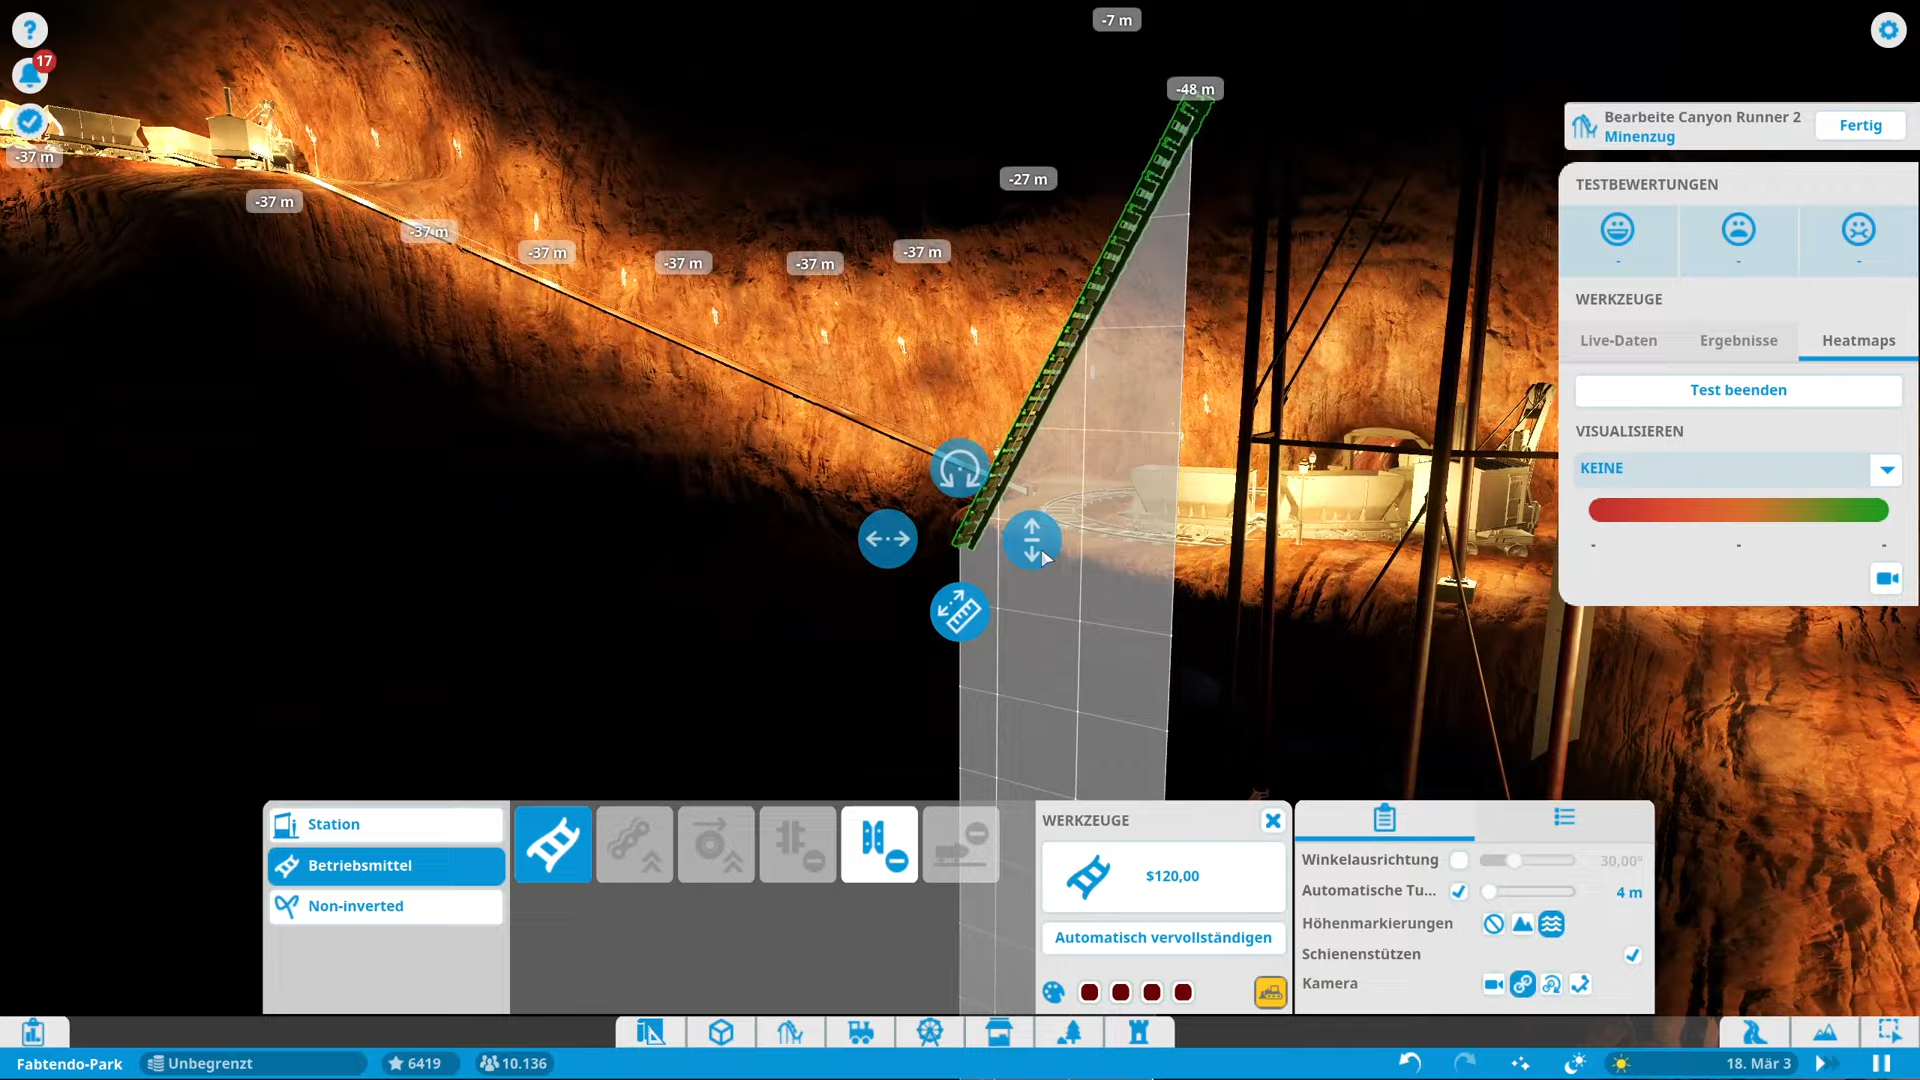 -7 m
17
-48 m
Bearbeite Canyon Runner 2
Minenzug
Fertig
-37 m
-27 m
-37 m
-37 m
-37 m
-37 m
-37 m
-37 m
TESTBEWERTUNGEN
- - -
WERKZEUGE
Live-Daten Ergebnisse Heatmaps
Test beenden
VISUALISIEREN
KEINE
- - -
Station
Betriebsmittel
Non-inverted
WERKZEUGE
$120,00
Automatisch vervollständigen
Winkelausrichtung 30,00°
Automatische Tu... 4 m
Höhenmarkierungen
Schienenstützen
Kamera
Fabtendo-Park Unbegrenzt 6419 10.136 18. Mär 3